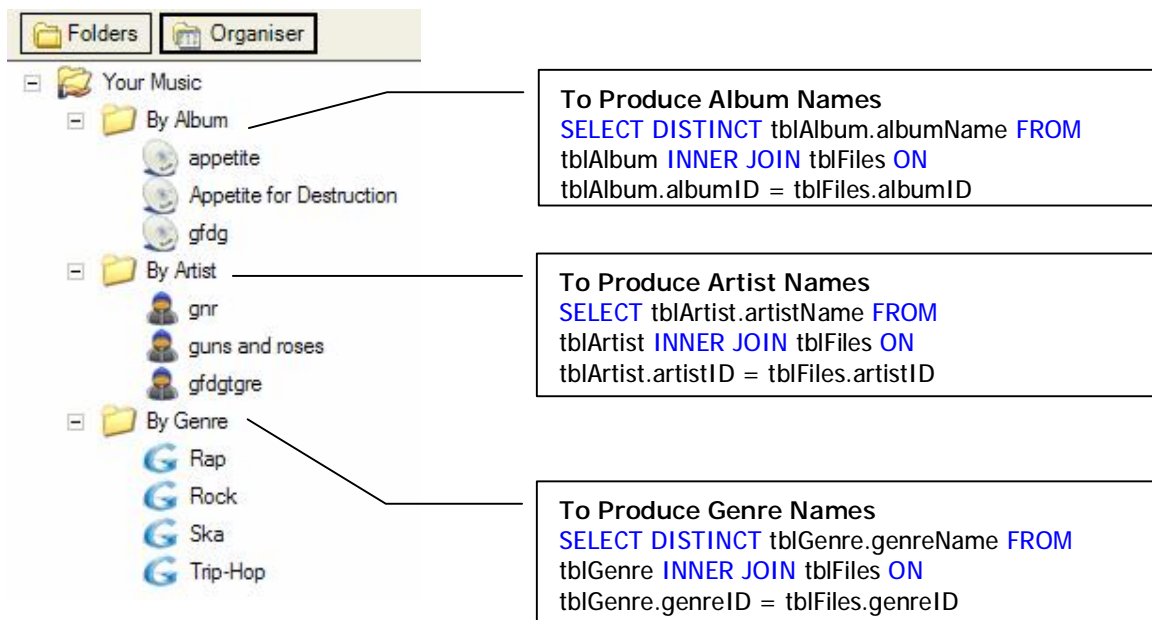 Folders Organiser
Your Music
By Album
appetite
Appetite for Destruction
gfdg
By Artist
gnr
guns and roses
gfdgtgre
By Genre
Rap
Rock
Ska
Trip-Hop
To Produce Album Names
SELECT DISTINCT tblAlbum.albumName FROM
tblAlbum INNER JOIN tblFiles ON
tblAlbum.albumID = tblFiles.albumID
To Produce Artist Names
SELECT tblArtist.artistName FROM
tblArtist INNER JOIN tblFiles ON
tblArtist.artistID = tblFiles.artistID
To Produce Genre Names
SELECT DISTINCT tblGenre.genreName FROM
tblGenre INNER JOIN tblFiles ON
tblGenre.genreID = tblFiles.genreID